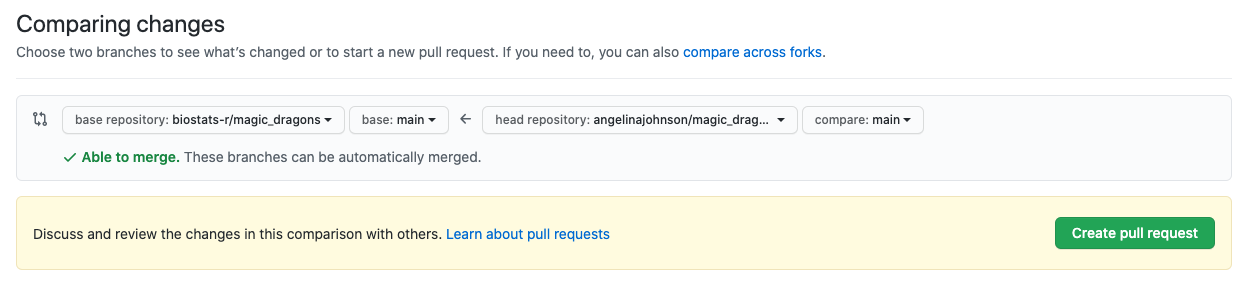 Comparing changes
Choose two branches to see what's changed or to start a new pull request. If you need to, you can also compare across forks.
base repository: biostats-r/magic_dragons base: main head repository: angelinajohnson/magic_drag... compare: main
Able to merge. These branches can be automatically merged.
Discuss and review the changes in this comparison with others. Learn about pull requests Create pull request